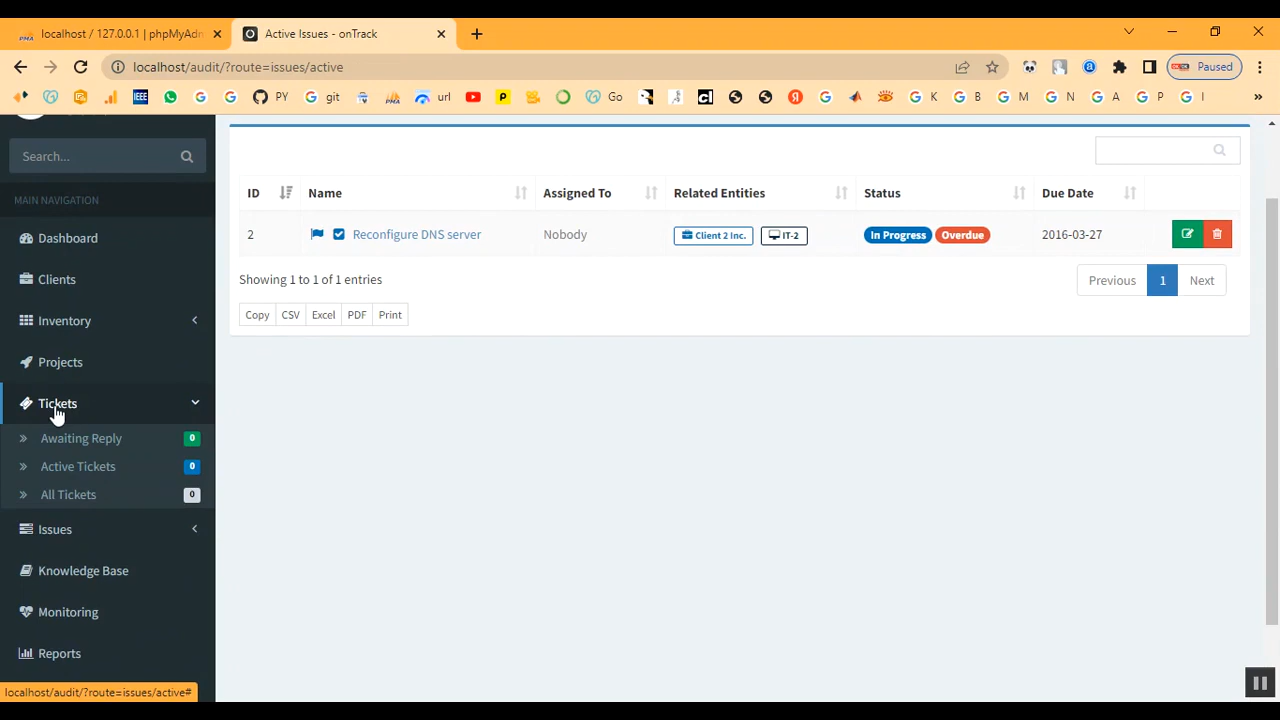 localhost / 127.0.0.1 | phpMyAdm
Active Issues - onTrack
localhost/audit/?route=issues/active
Paused
IEEE
PY
git
url
Go
K
B
M
N
A
P
I
Search...
MAIN NAVIGATION
Dashboard
Clients
Inventory
Projects
Tickets
Awaiting Reply 0
Active Tickets 0
All Tickets 0
Issues
Knowledge Base
Monitoring
Reports
localhost/audit/?route=issues/active#
ID Name Assigned To Related Entities Status Due Date
2 Reconfigure DNS server Nobody Client 2 Inc. IT-2 In Progress Overdue 2016-03-27
Showing 1 to 1 of 1 entries
Previous 1 Next
Copy CSV Excel PDF Print